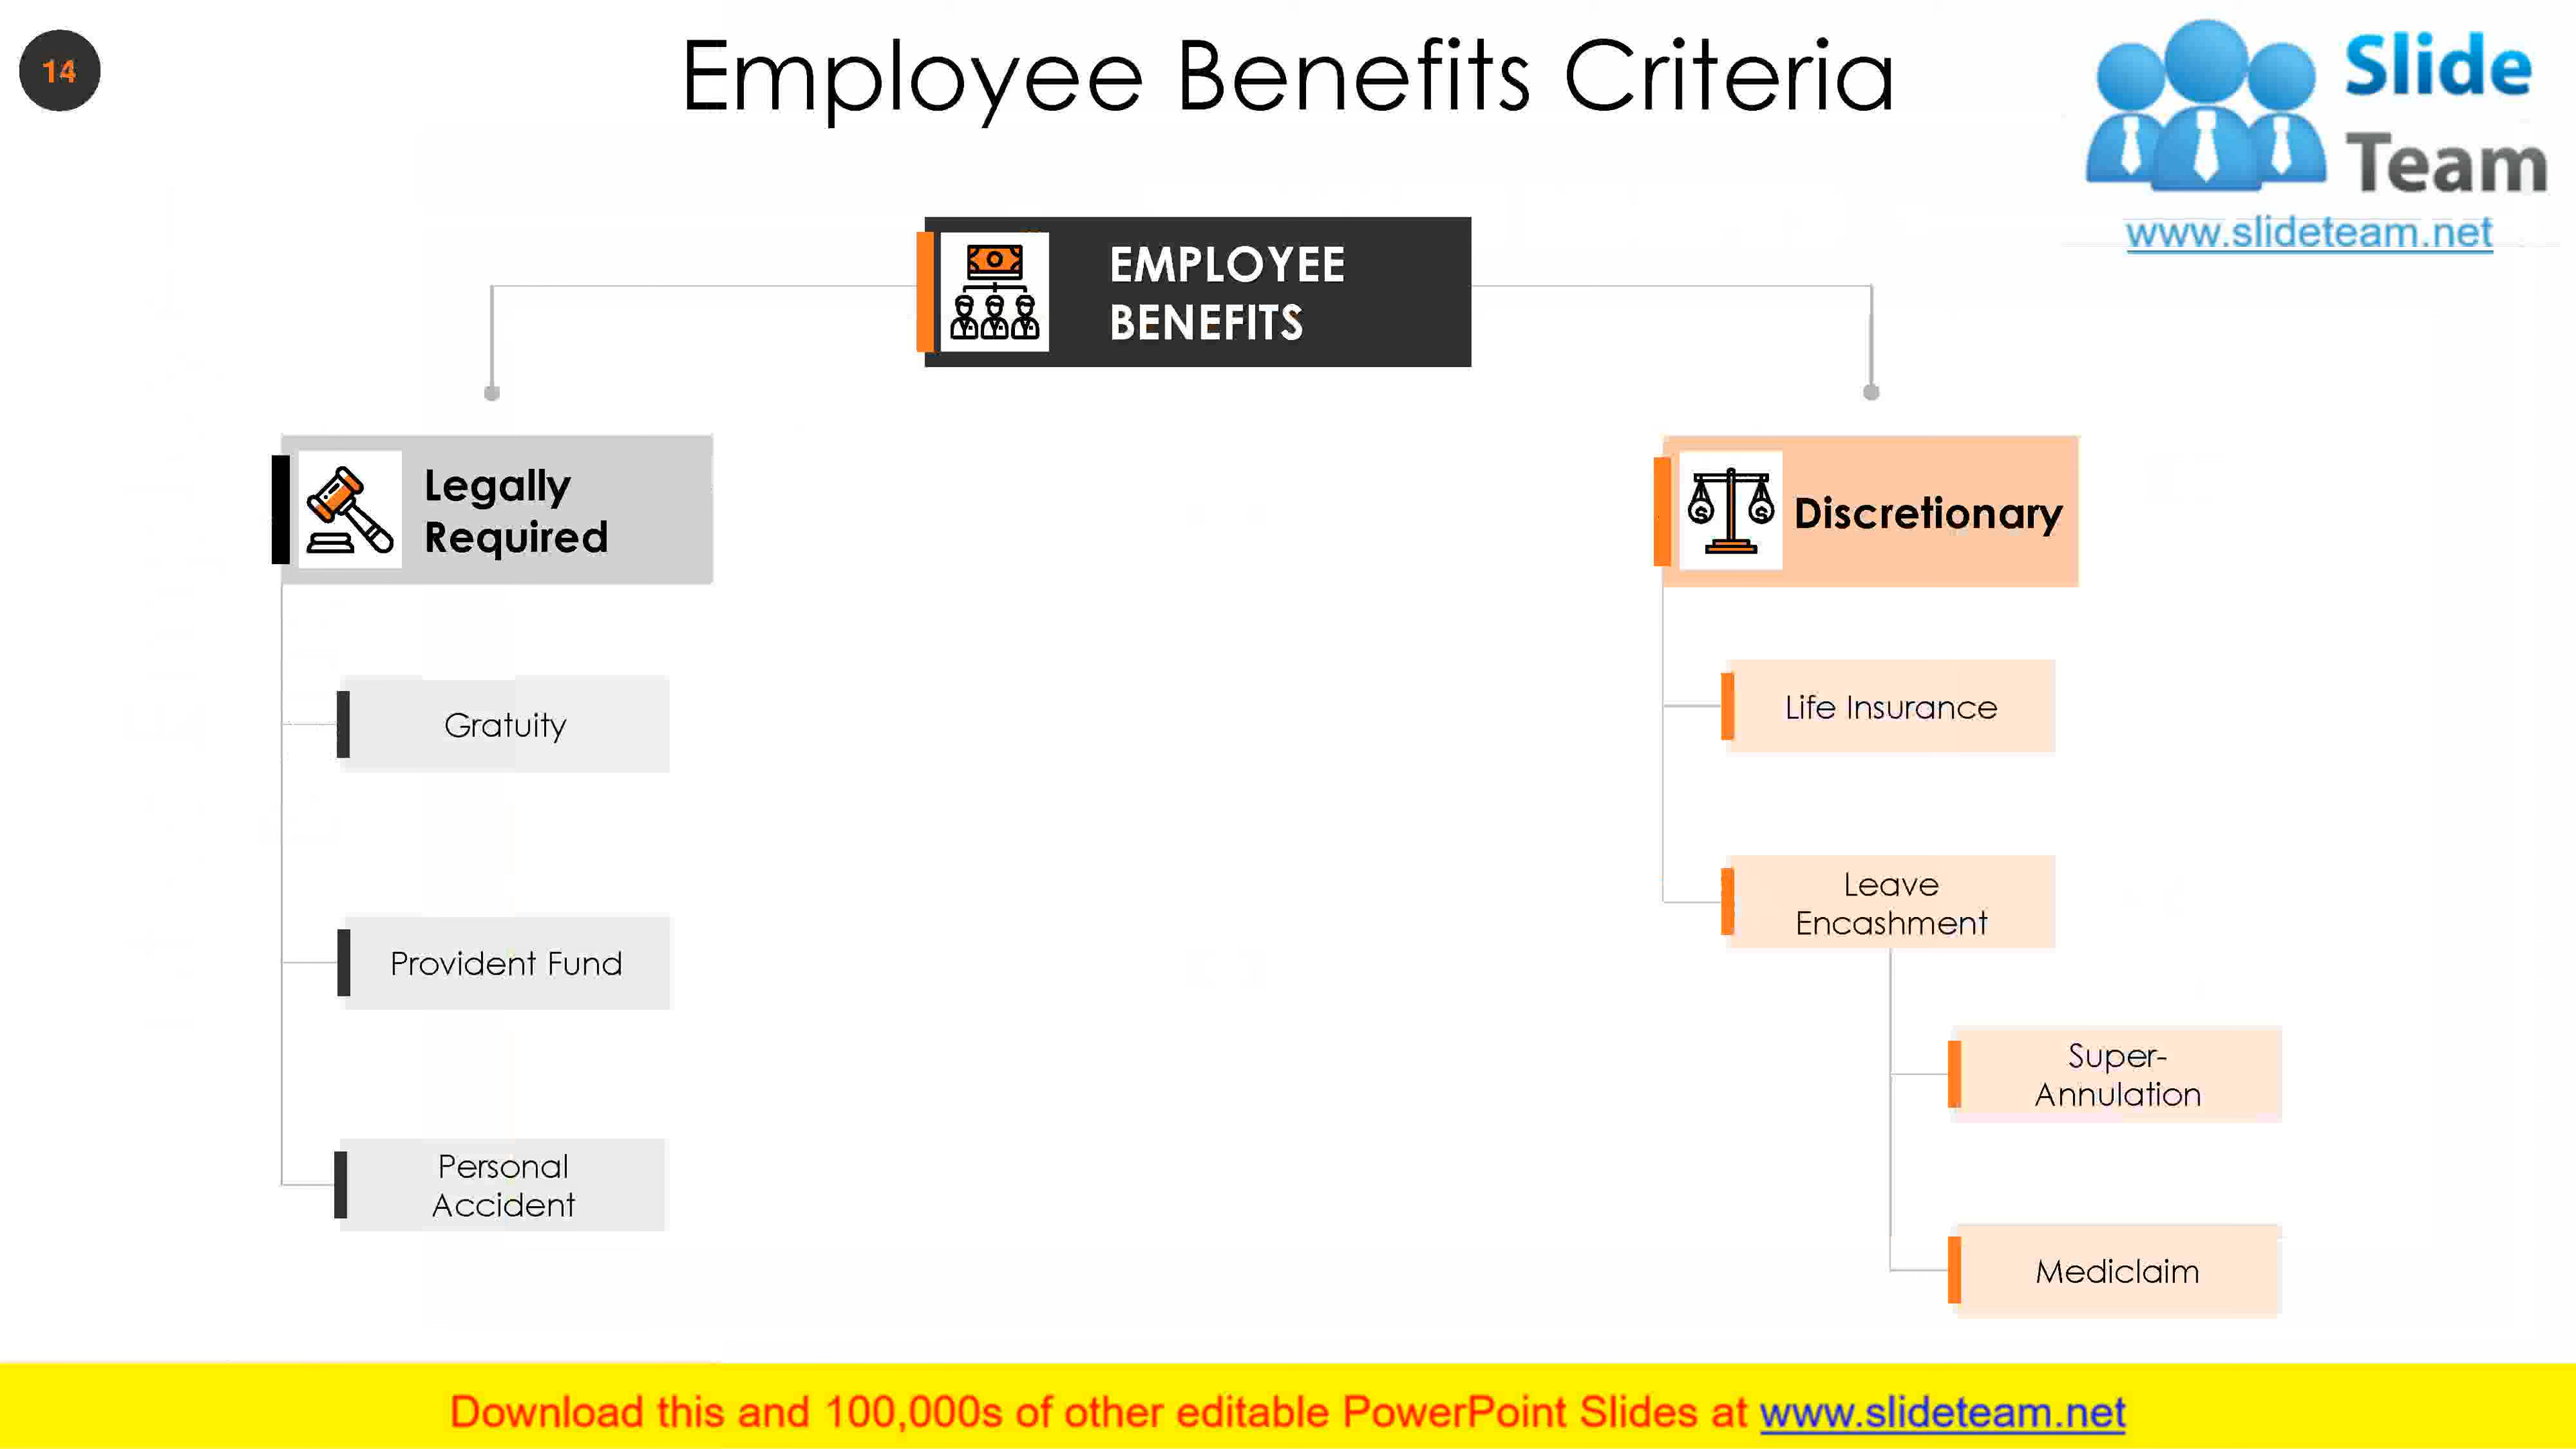 14
Employee Benefits Criteria
Slide
Team
www.slideteam.net
EMPLOYEE
BENEFITS
Legally
Required
Discretionary
Gratuity
Life Insurance
Provident Fund
Leave
Encashment
Personal
Accident
Super-
Annulation
Mediclaim
Download this and 100,000s of other editable PowerPoint Slides at www.slideteam.net